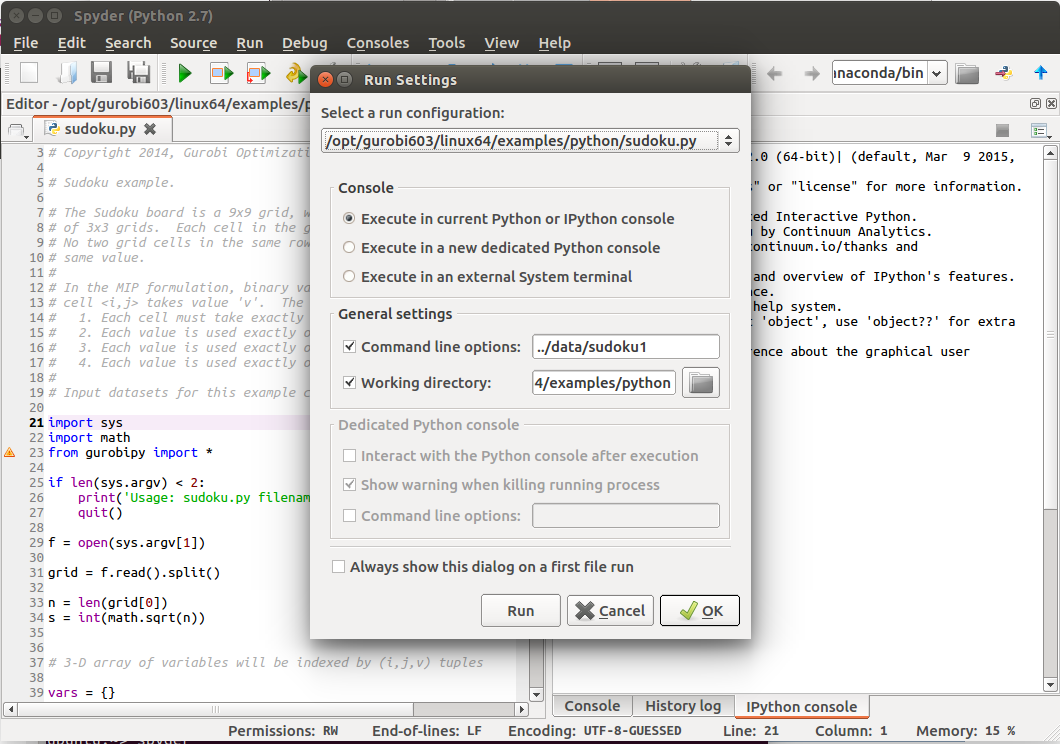 Spyder (Python 2.7)
File Edit Search Source Run Debug Consoles Tools View Help
naconda/bin
Editor - /opt/gurobi603/linux64/examples/p
sudoku.py
3 # Copyright 2014, Gurobi Optimizati
4
5 # Sudoku example.
6
7 # The Sudoku board is a 9x9 grid, w
8 # of 3x3 grids.  Each cell in the g
9 # No two grid cells in the same row
10 # same value.
11 #
12 # In the MIP formulation, binary va
13 # cell <i,j> takes value 'v'.  The
14 #   1. Each cell must take exactly
15 #   2. Each value is used exactly o
16 #   3. Each value is used exactly o
17 #   4. Each value is used exactly o
18 #
19 # Input datasets for this example c
20
21 import sys
22 import math
23 from gurobipy import *
24
25 if len(sys.argv) < 2:
26     print('Usage: sudoku.py filenam
27     quit()
28
29 f = open(sys.argv[1])
30
31 grid = f.read().split()
32
33 n = len(grid[0])
34 s = int(math.sqrt(n))
35
36
37 # 3-D array of variables will be indexed by (i,j,v) tuples
38
39 vars = {}
Run Settings
Select a run configuration:
/opt/gurobi603/linux64/examples/python/sudoku.py
Console
Execute in current Python or IPython console
Execute in a new dedicated Python console
Execute in an external System terminal
General settings
Command line options: ../data/sudoku1
Working directory: 4/examples/python
Dedicated Python console
Interact with the Python console after execution
Show warning when killing running process
Command line options:
Always show this dialog on a first file run
Run Cancel OK
.0 (64-bit)| (default, Mar  9 2015,
" or "license" for more information.
ed Interactive Python.
by Continuum Analytics.
continuum.io/thanks and
and overview of IPython's features.
nce.
help system.
'object', use 'object??' for extra
ence about the graphical user
Console History log IPython console
Permissions: RW End-of-lines: LF Encoding: UTF-8-GUESSED Line: 21 Column: 1 Memory: 15 %